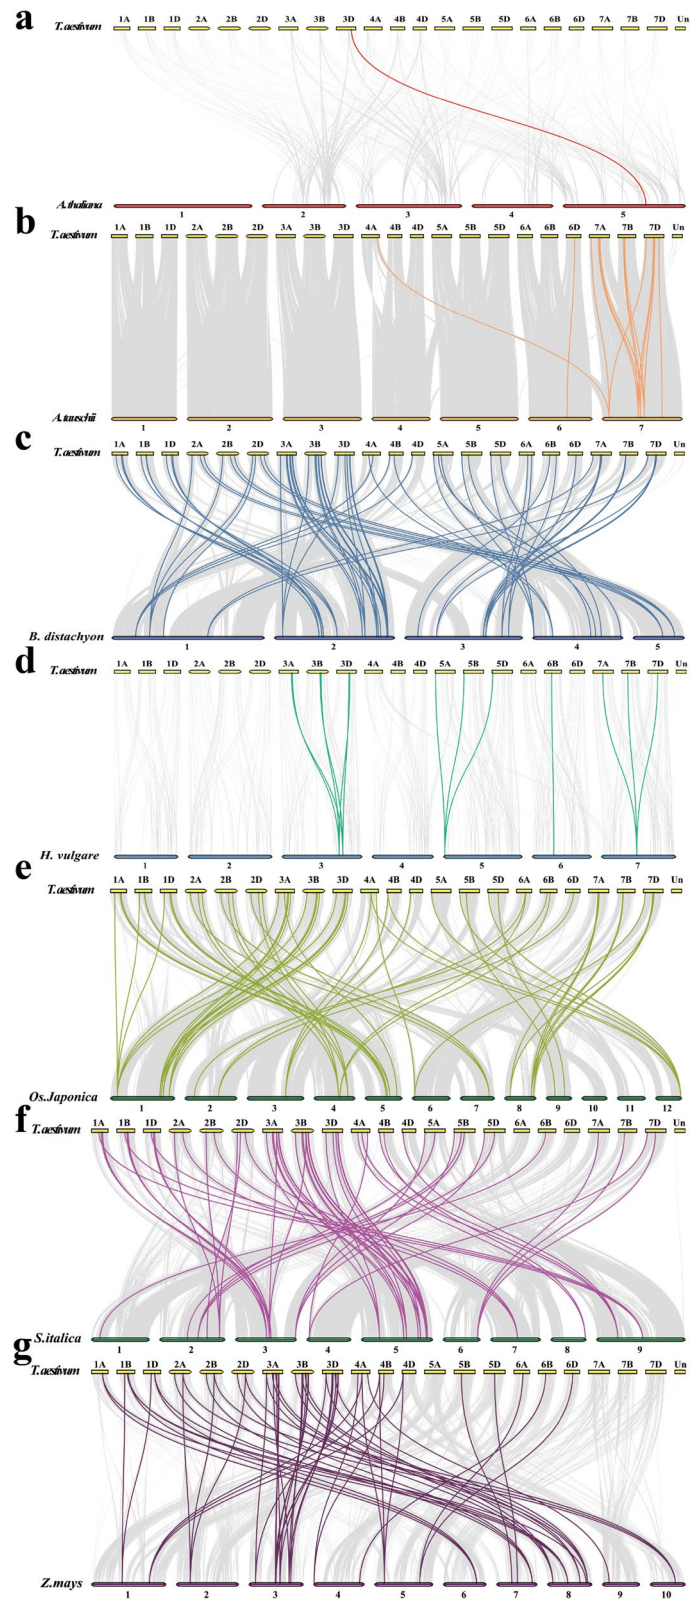 a
1A 1B 1D 2A 2B 2D 3A 3B 3D 4A 4B 4D 5A 5B 5D 6A 6B 6D 7A 7B 7D Un
T.aestivum
A.thaliana
1 2 3 4 5
b
1A 1B 1D 2A 2B 2D 3A 3B 3D 4A 4B 4D 5A 5B 5D 6A 6B 6D 7A 7B 7D Un
T.aestivum
A.tauschii
1 2 3 4 5 6 7
c
1A 1B 1D 2A 2B 2D 3A 3B 3D 4A 4B 4D 5A 5B 5D 6A 6B 6D 7A 7B 7D Un
T.aestivum
B. distachyon
1 2 3 4 5
d
1A 1B 1D 2A 2B 2D 3A 3B 3D 4A 4B 4D 5A 5B 5D 6A 6B 6D 7A 7B 7D Un
T.aestivum
H. vulgare
1 2 3 4 5 6 7
e
1A 1B 1D 2A 2B 2D 3A 3B 3D 4A 4B 4D 5A 5B 5D 6A 6B 6D 7A 7B 7D Un
T.aestivum
Os.Japonica
1 2 3 4 5 6 7 8 9 10 11 12
f
1A 1B 1D 2A 2B 2D 3A 3B 3D 4A 4B 4D 5A 5B 5D 6A 6B 6D 7A 7B 7D Un
T.aestivum
S.italica
1 2 3 4 5 6 7 8 9
g
1A 1B 1D 2A 2B 2D 3A 3B 3D 4A 4B 4D 5A 5B 5D 6A 6B 6D 7A 7B 7D Un
T.aestivum
Z.mays
1 2 3 4 5 6 7 8 9 10